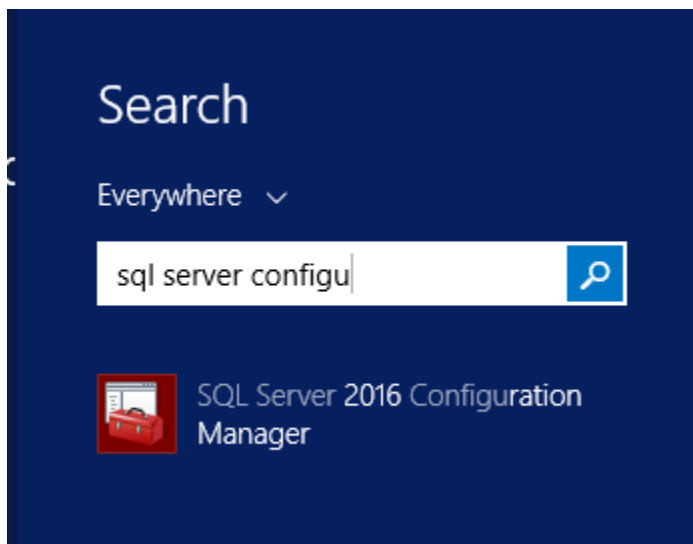 Search
Everywhere
sql server configu
SQL Server 2016 Configuration
Manager